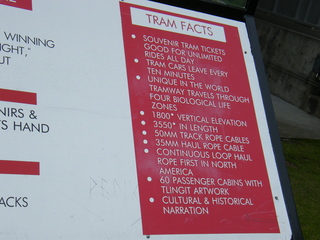 WINNING
IGHT,"
UT
IRS &
'S HAND
ACKS
TRAM FACTS
• SOUVENIR TRAM TICKETS
GOOD FOR UNLIMITED
RIDES ALL DAY
• TRAM CARS LEAVE EVERY
TEN MINUTES
• UNIQUE IN THE WORLD
TRAMWAY TRAVELS THROUGH
FOUR BIOLOGICAL LIFE
ZONES
• 1800" VERTICAL ELEVATION
• 3550" IN LENGTH
• 50MM TRACK ROPE CABLES
• 35MM HAUL ROPE CABLE
• CONTINUOUS LOOP HAUL
ROPE FIRST IN NORTH
AMERICA
• 60 PASSENGER CABINS WITH
TLINGIT ARTWORK
• CULTURAL & HISTORICAL
NARRATION